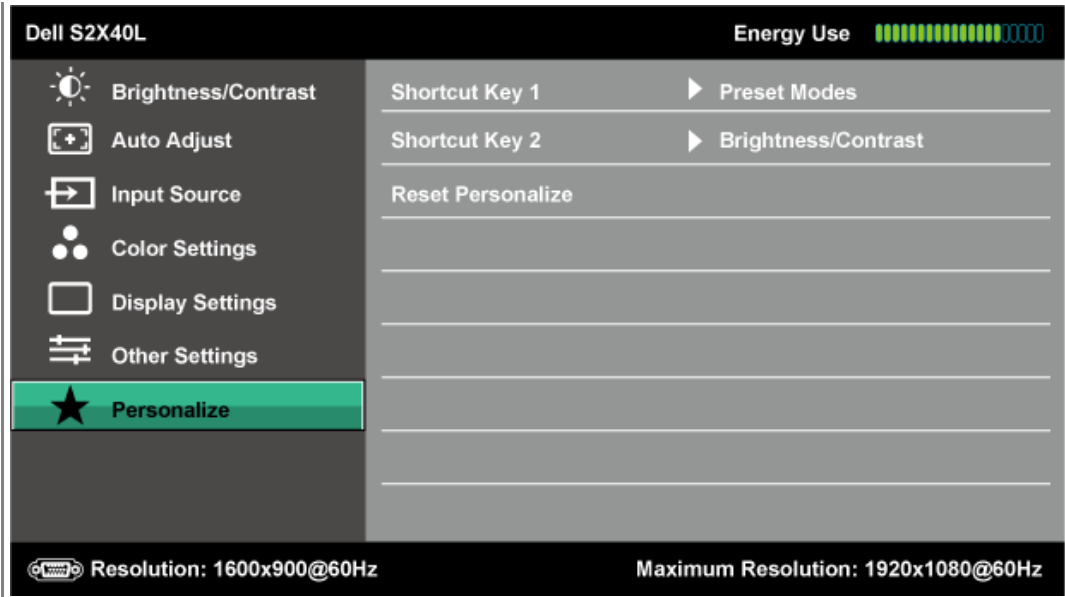 Dell S2X40L Energy Use
Brightness/Contrast Shortcut Key 1 Preset Modes
Auto Adjust Shortcut Key 2 Brightness/Contrast
Input Source Reset Personalize
Color Settings
Display Settings
Other Settings
Personalize
Resolution: 1600x900@60Hz Maximum Resolution: 1920x1080@60Hz